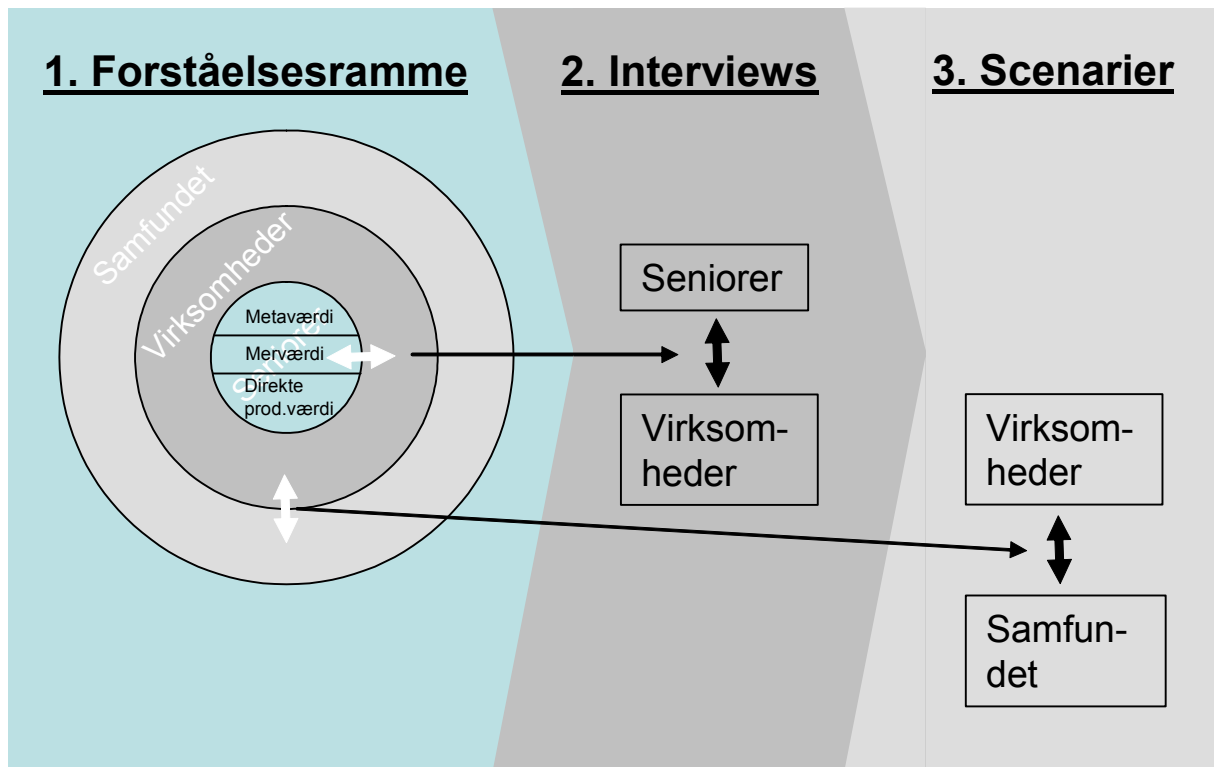 1. Forståelsesramme
2. Interviews
3. Scenarier
Samfundet
Virksomheder
Seniorer
Metaværdi
Merværdi
Direkte
prod.værdi
Seniorer
Virksom-
heder
Virksom-
heder
Samfun-
det